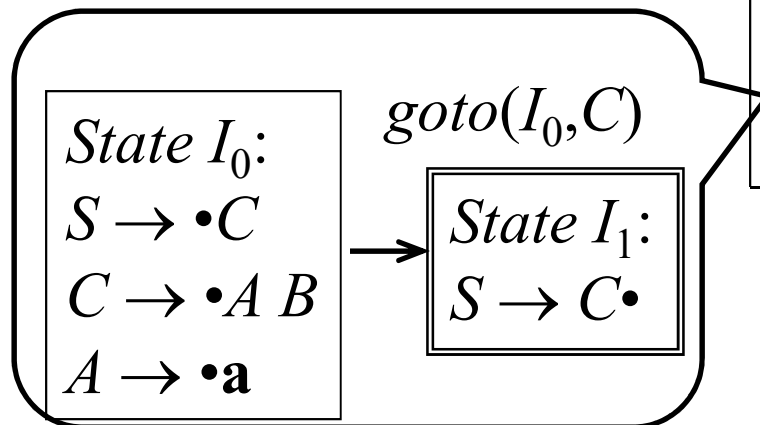 State I₀:
S → •C
C → •A B
A → •a
goto(I₀,C)
State I₁:
S → C•